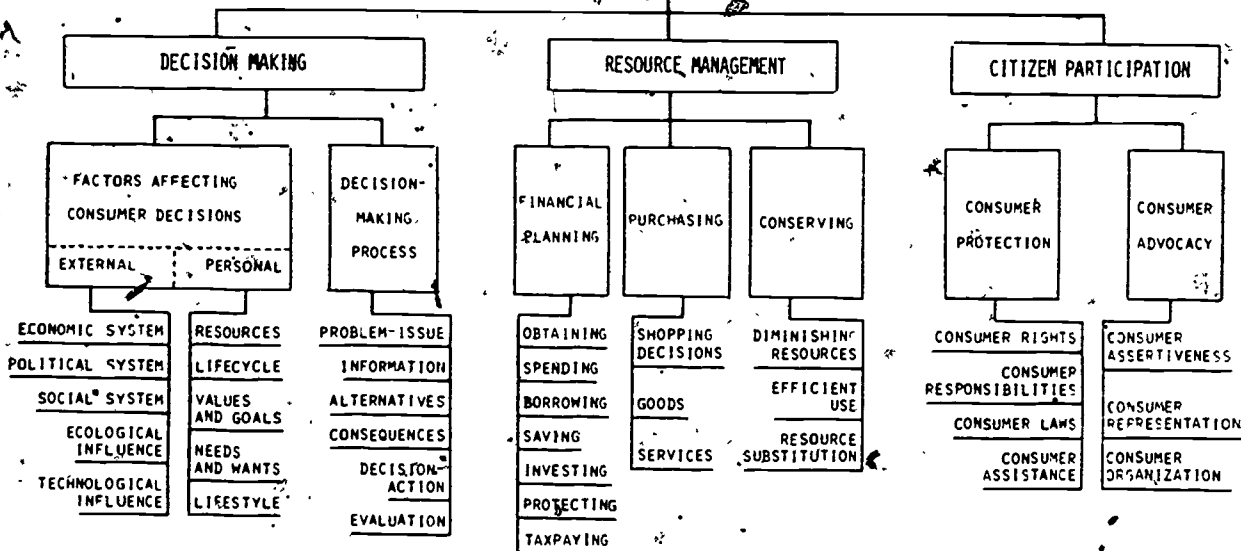 DECISION MAKING
RESOURCE MANAGEMENT
CITIZEN PARTICIPATION
FACTORS AFFECTING
CONSUMER DECISIONS
EXTERNAL
PERSONAL
DECISION-
MAKING
PROCESS
FINANCIAL
PLANNING
PURCHASING
CONSERVING
CONSUMER
PROTECTION
CONSUMER
ADVOCACY
ECONOMIC SYSTEM
POLITICAL SYSTEM
SOCIAL SYSTEM
ECOLOGICAL
INFLUENCE
TECHNOLOGICAL
INFLUENCE
RESOURCES
LIFECYCLE
VALUES
AND GOALS
NEEDS
AND WANTS
LIFESTYLE
PROBLEM-ISSUE
INFORMATION
ALTERNATIVES
CONSEQUENCES
DECISION-
ACTION
EVALUATION
OBTAINING
SPENDING
BORROWING
SAVING
INVESTING
PROTECTING
TAXPAYING
SHOPPING
DECISIONS
GOODS
SERVICES
DIMINISHING
RESOURCES
EFFICIENT
USE
RESOURCE
SUBSTITUTION
CONSUMER RIGHTS
CONSUMER
RESPONSIBILITIES
CONSUMER LAWS
CONSUMER
ASSISTANCE
CONSUMER
ASSERTIVENESS
CONSUMER
REPRESENTATION
CONSUMER
ORGANIZATION